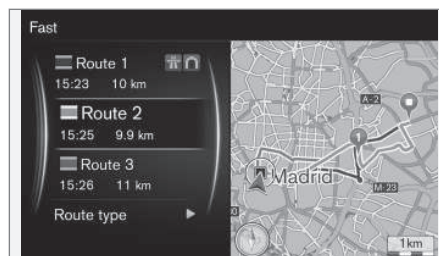 Fast
Route 1
15:23 10 km
Route 2
15:25 9.9 km
Route 3
15:26 11 km
Route type
A-2
1
Madrid
M-23
1km